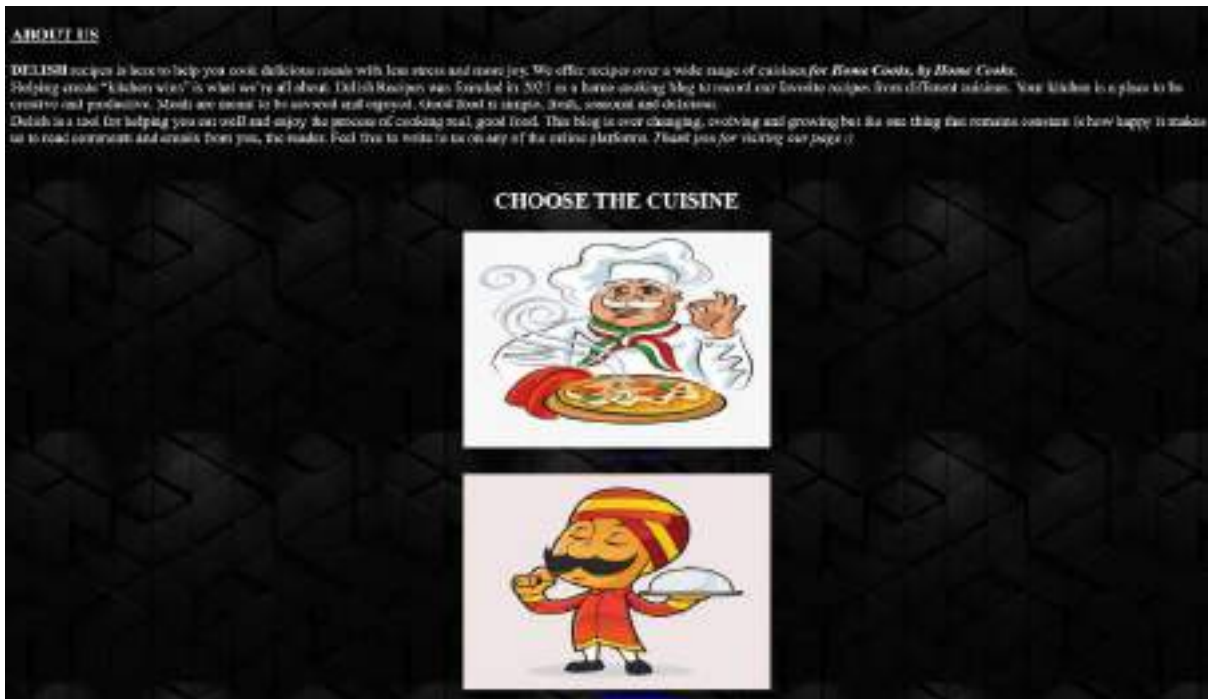 ABOUT US
DELISH recipes is here to help you cook delicious meals with less stress and more joy. We offer recipes over a wide range of cuisines for Home Cooks, by Home Cooks.
Helping create "kitchen wins" is what we're all about. Delish Recipes was founded in 2021 as a home cooking blog to record our favorite recipes from different cuisines. Your kitchen is a place to be
creative and productive. Meals are meant to be savored and enjoyed. Good food is simple, fresh, seasonal and delicious.
Delish is a tool for helping you eat well and enjoy the process of cooking real, good food. This blog is ever changing, evolving and growing but the one thing that remains constant is how happy it makes
us to read comments and emails from you, the reader. Feel free to write to us on any of the online platforms. Thank you for visiting our page :)
CHOOSE THE CUISINE